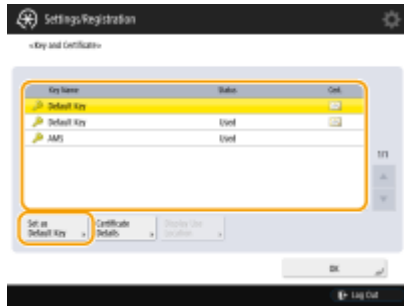 Settings/Registration
<Key and Certificate>
Key Name Status Cert.
Default Key
Default Key Used
AMS Used
1/1
Set as Default Key
Certificate Details
Display Use Location
OK
Log Out